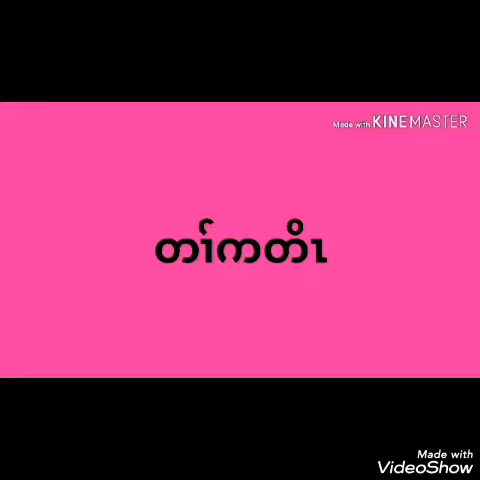 Made with KINEMASTER
တၢ်ကတိၤ
Made with
VideoShow